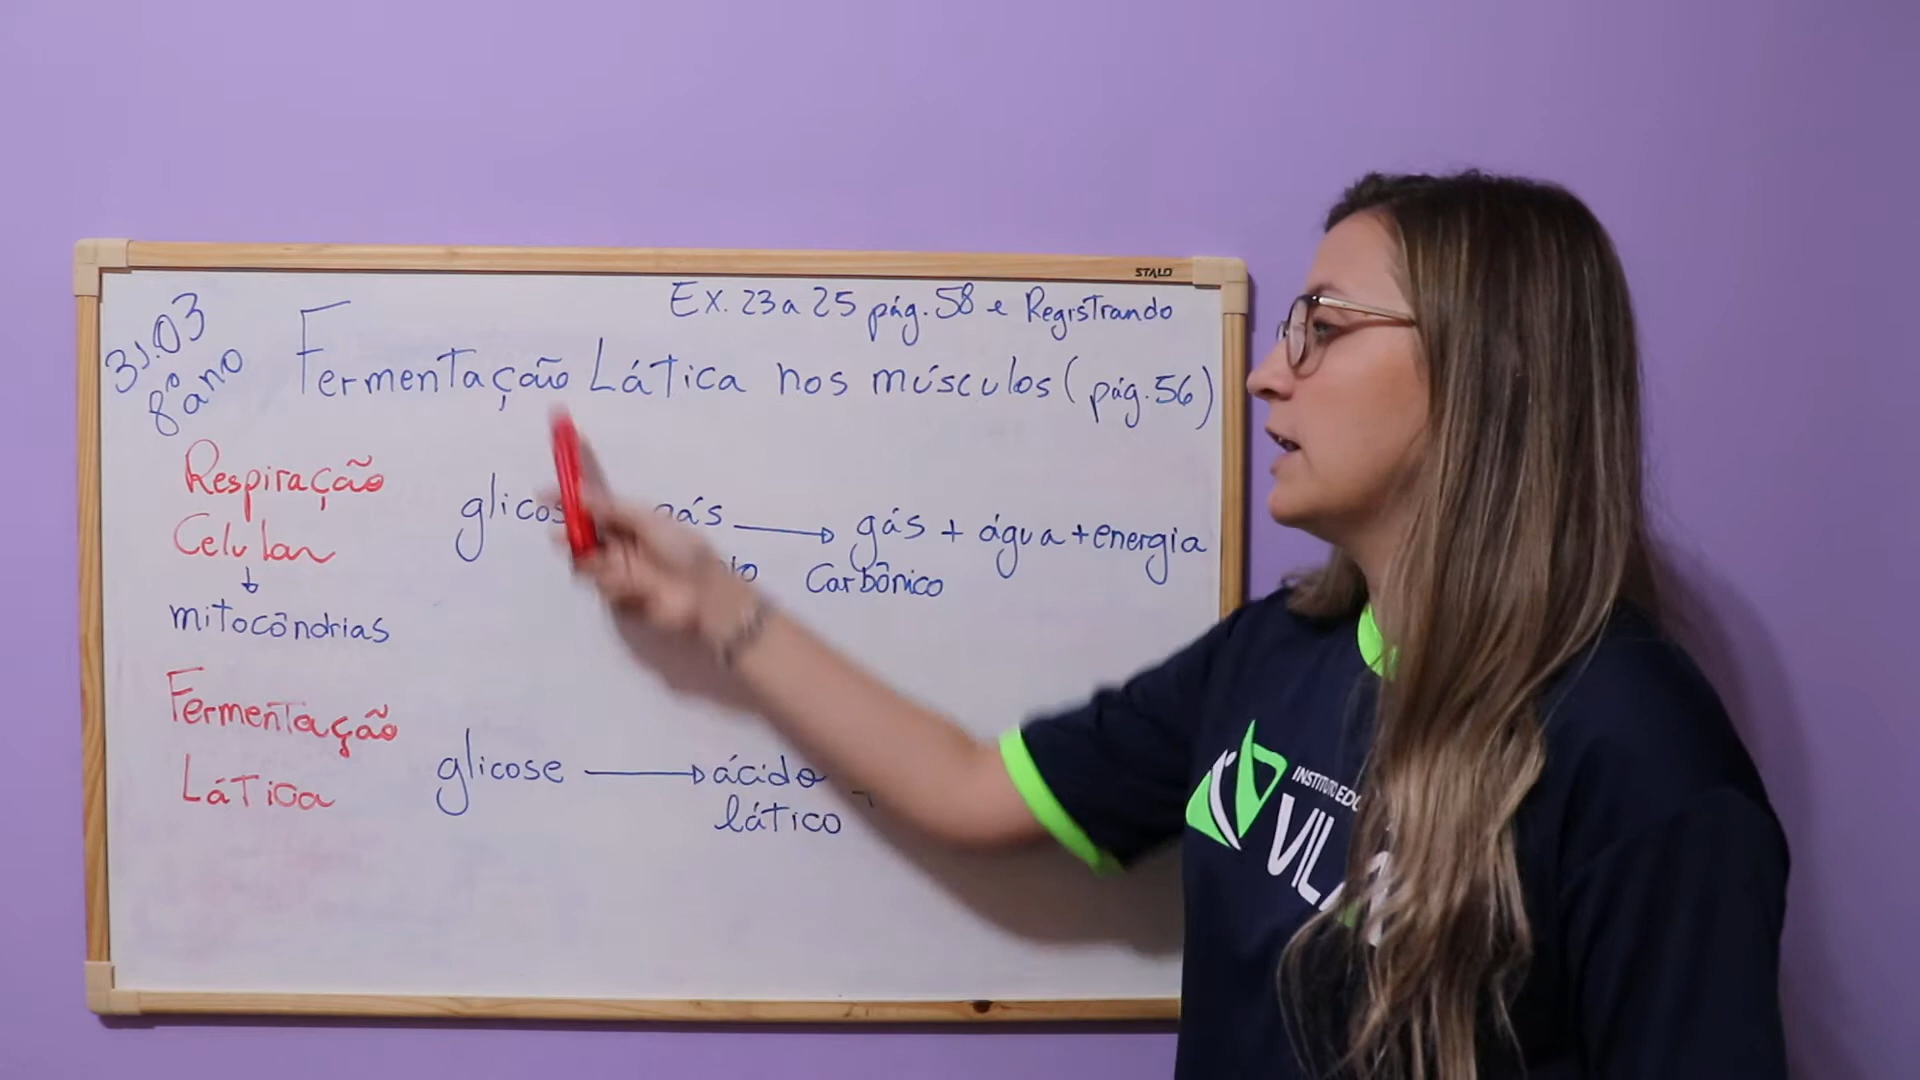 STALO
31.03
8º ano
Ex. 23 a 25 pág. 58 e Registrando
Fermentação Lática nos músculos (pág. 56)
Respiração
Celular
↓
mitocôndrias
gás → gás + água + energia
Carbônico
Fermentação
Lática
glicose → ácido
lático +